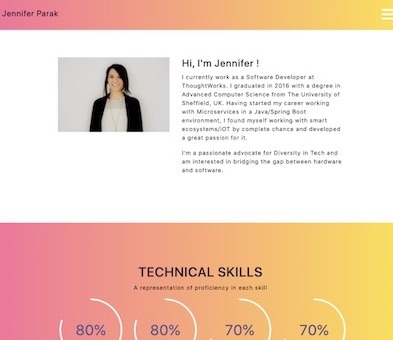 Jennifer Parak
Hi, I'm Jennifer !
I currently work as a Software Developer at
ThoughtWorks. I graduated in 2016 with a degree in
Advanced Computer Science from The University of
Sheffield, UK. Having started my career working
with Microservices in a Java/Spring Boot
environment, I found myself working with smart
ecosystems/iOT by complete chance and developed
a great passion for it.
I'm a passionate advocate for Diversity in Tech and
am interested in bridging the gap between hardware
and software.
TECHNICAL SKILLS
A representation of proficiency in each skill
80% 80% 70% 70%